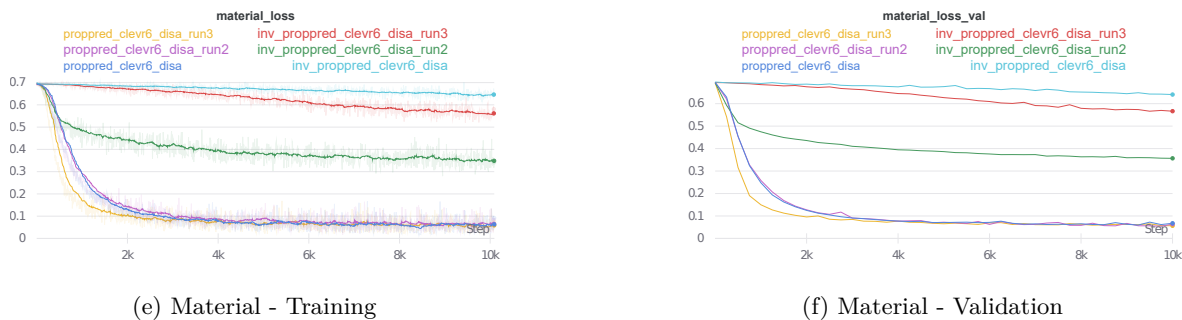 material_loss
proppred_clevr6_disa_run3 inv_proppred_clevr6_disa_run3
proppred_clevr6_disa_run2 inv_proppred_clevr6_disa_run2
proppred_clevr6_disa inv_proppred_clevr6_disa
0.7
0.6
0.5
0.4
0.3
0.2
0.1
0
Step
2k 4k 6k 8k 10k
(e) Material - Training
material_loss_val
proppred_clevr6_disa_run3 inv_proppred_clevr6_disa_run3
proppred_clevr6_disa_run2 inv_proppred_clevr6_disa_run2
proppred_clevr6_disa inv_proppred_clevr6_disa
0.6
0.5
0.4
0.3
0.2
0.1
0
Step
2k 4k 6k 8k 10k
(f) Material - Validation